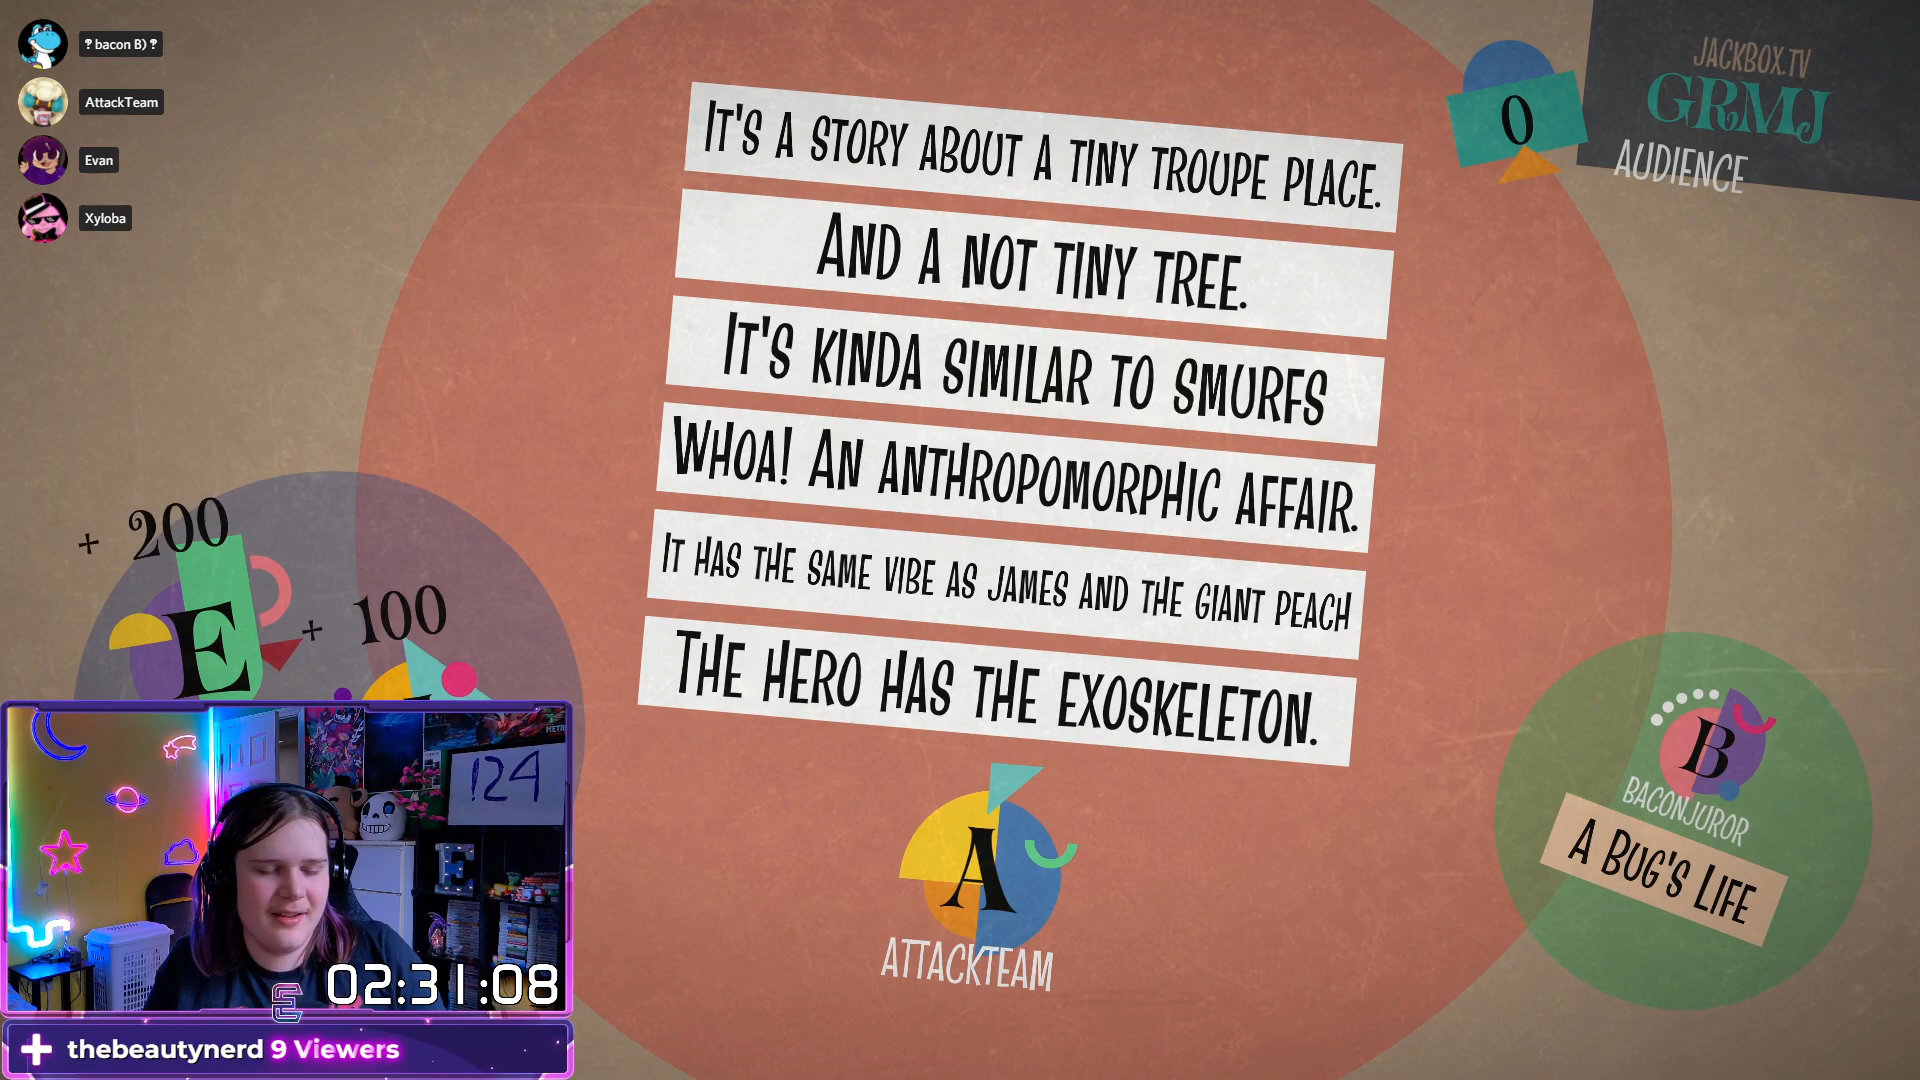 ? bacon B) ?
AttackTeam
Evan
Xyloba
IT'S A STORY ABOUT A TINY TROUPE PLACE.
AND A NOT TINY TREE.
IT'S KINDA SIMILAR TO SMURFS
WHOA! AN ANTHROPOMORPHIC AFFAIR.
IT HAS THE SAME VIBE AS JAMES AND THE GIANT PEACH
THE HERO HAS THE EXOSKELETON.
A
ATTACKTEAM
0
JACKBOX.TV
GRMJ
AUDIENCE
+ 200
E
+ 100
B
BACONJUROR
A BUG'S LIFE
124
E
02:31:08
E
+ thebeautynerd 9 Viewers